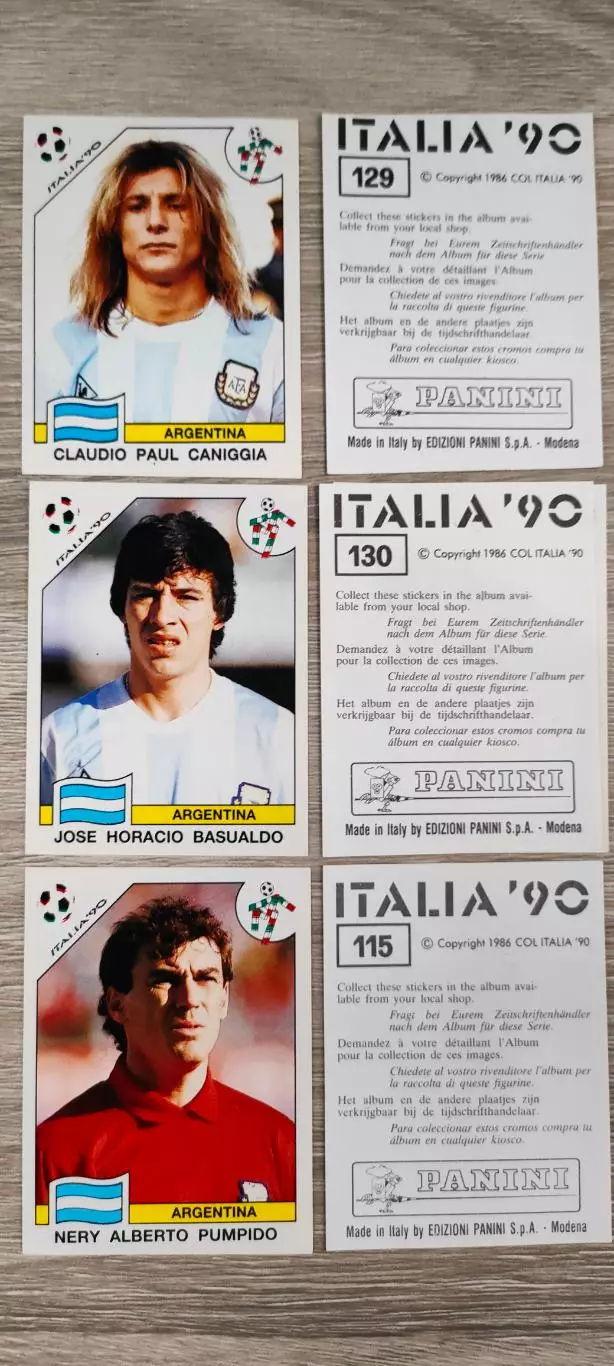 ITALIA '90
ARGENTINA
CLAUDIO PAUL CANIGGIA
AFA
ITALIA '90
129 © Copyright 1986 COL ITALIA '90
Collect these stickers in the album avai-
lable from your local shop.
Fragt bei Eurem Zeitschriftenhändler
nach dem Album für diese Serie
Demandez à votre détaillant l'Album
pour la collection de ces images.
Chiedete al vostro rivenditore l'album per
la raccolta di queste figurine.
Het album en de andere plaatjes zijn
verkrijgbaar bij de tijdschrifthandelaar.
Para coleccionar estos cromos compra tu
álbum en cualquier kiosco.
PANINI
Made in Italy by EDIZIONI PANINI S.p.A. - Modena
ITALIA '90
ARGENTINA
JOSE HORACIO BASUALDO
ITALIA '90
130 © Copyright 1986 COL ITALIA '90
Collect these stickers in the album avai-
lable from your local shop.
Fragt bei Eurem Zeitschriftenhändler
nach dem Album für diese Serie.
Demandez à votre détaillant l'Album
pour la collection de ces images.
Chiedete al vostro rivenditore l'album per
la raccolta di queste figurine.
Het album en de andere plaatjes zijn
verkrijgbaar bij de tijdschrifthandelaar.
Para coleccionar estos cromos compra tu
álbum en cualquier kiosco.
PANINI
Made in Italy by EDIZIONI PANINI S.p.A. - Modena
ITALIA '90
ARGENTINA
NERY ALBERTO PUMPIDO
ITALIA '90
115 © Copyright 1986 COL ITALIA '90
Collect these stickers in the album avai-
lable from your local shop.
Fragt bei Eurem Zeitschriftenhändler
nach dem Album für diese Serie.
Demandez à votre détaillant l'Album
pour la collection de ces images.
Chiedete al vostro rivenditore l'album per
la raccolta di queste figurine.
Het album en de andere plaatjes zijn
verkrijgbaar bij de tijdschrifthandelaar.
Para coleccionar estos cromos compra tu
álbum en cualquier kiosco.
PANINI
Made in Italy by EDIZIONI PANINI S.p.A. - Modena